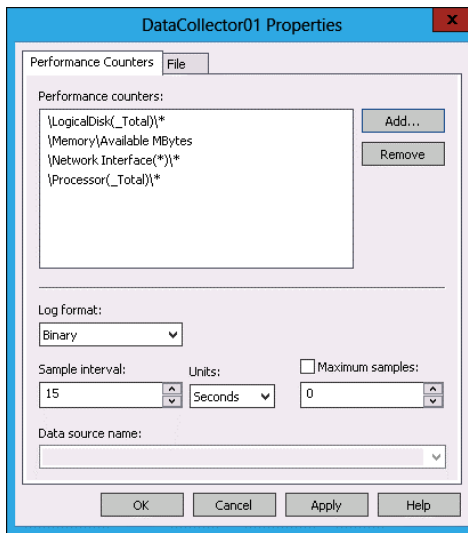 DataCollector01 Properties
x
Performance Counters File
Performance counters:
\LogicalDisk(_Total)\*
\Memory\Available MBytes
\Network Interface(*)\*
\Processor(_Total)\*
Add...
Remove
Log format:
Binary
Sample interval: Units: Maximum samples:
15 Seconds 0
Data source name:
OK Cancel Apply Help